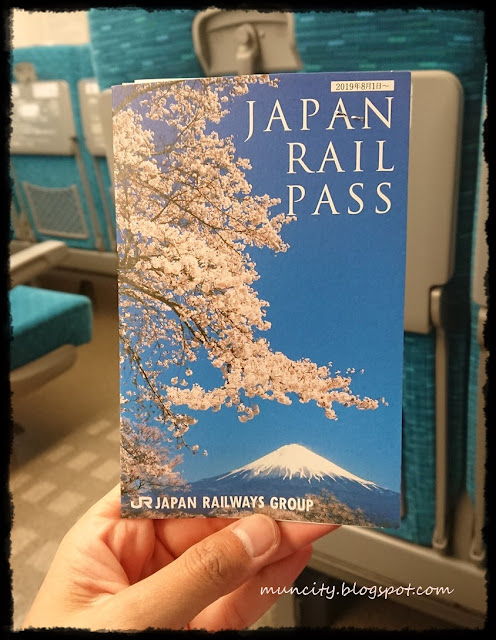 2019年8月1日～
JAPAN
RAIL
PASS
JR JAPAN RAILWAYS GROUP
muncity.blogspot.com